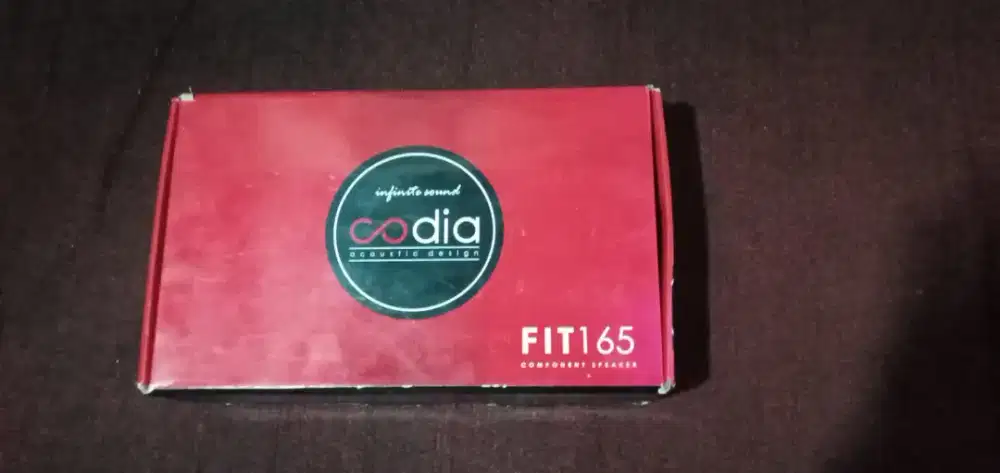 infinite sound
codia
acoustic design
FIT165
COMPONENT SPEAKER